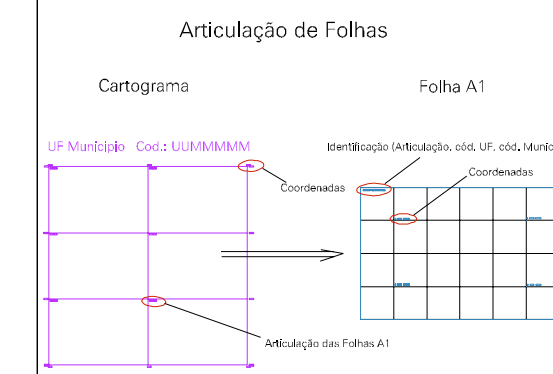 Articulação de Folhas
Cartograma
Folha A1
UF Municipio Cod.: UUMMMMM
Identificação (Articulação, cód. UF, cód. Munic
Coordenadas
Coordenadas
Articulação das Folhas A1